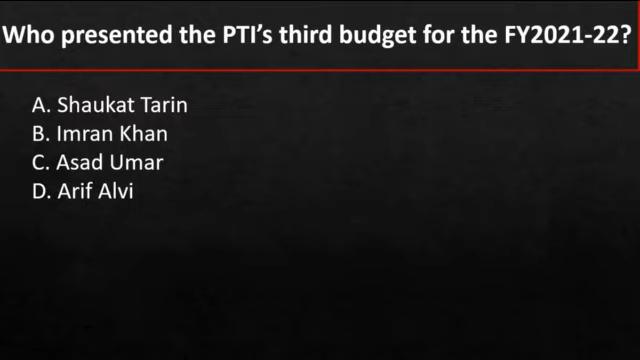 Who presented the PTI’s third budget for the FY2021-22?
A. Shaukat Tarin
B. Imran Khan
C. Asad Umar
D. Arif Alvi